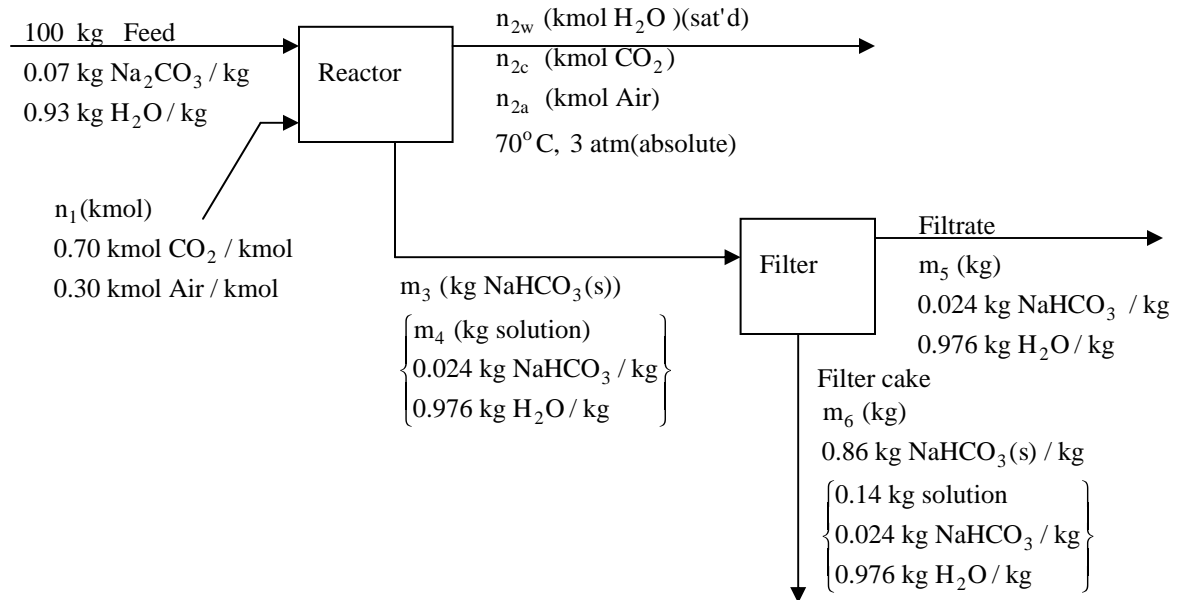 100 kg Feed
0.07 kg Na₂CO₃ / kg
0.93 kg H₂O / kg
Reactor
n₂w (kmol H₂O )(sat'd)
n₂c (kmol CO₂)
n₂a (kmol Air)
70°C, 3 atm(absolute)
n₁(kmol)
0.70 kmol CO₂ / kmol
0.30 kmol Air / kmol
m₃ (kg NaHCO₃(s))
m₄ (kg solution)
0.024 kg NaHCO₃ / kg
0.976 kg H₂O / kg
Filter
Filtrate
m₅ (kg)
0.024 kg NaHCO₃ / kg
0.976 kg H₂O / kg
Filter cake
m₆ (kg)
0.86 kg NaHCO₃(s) / kg
0.14 kg solution
0.024 kg NaHCO₃ / kg
0.976 kg H₂O / kg